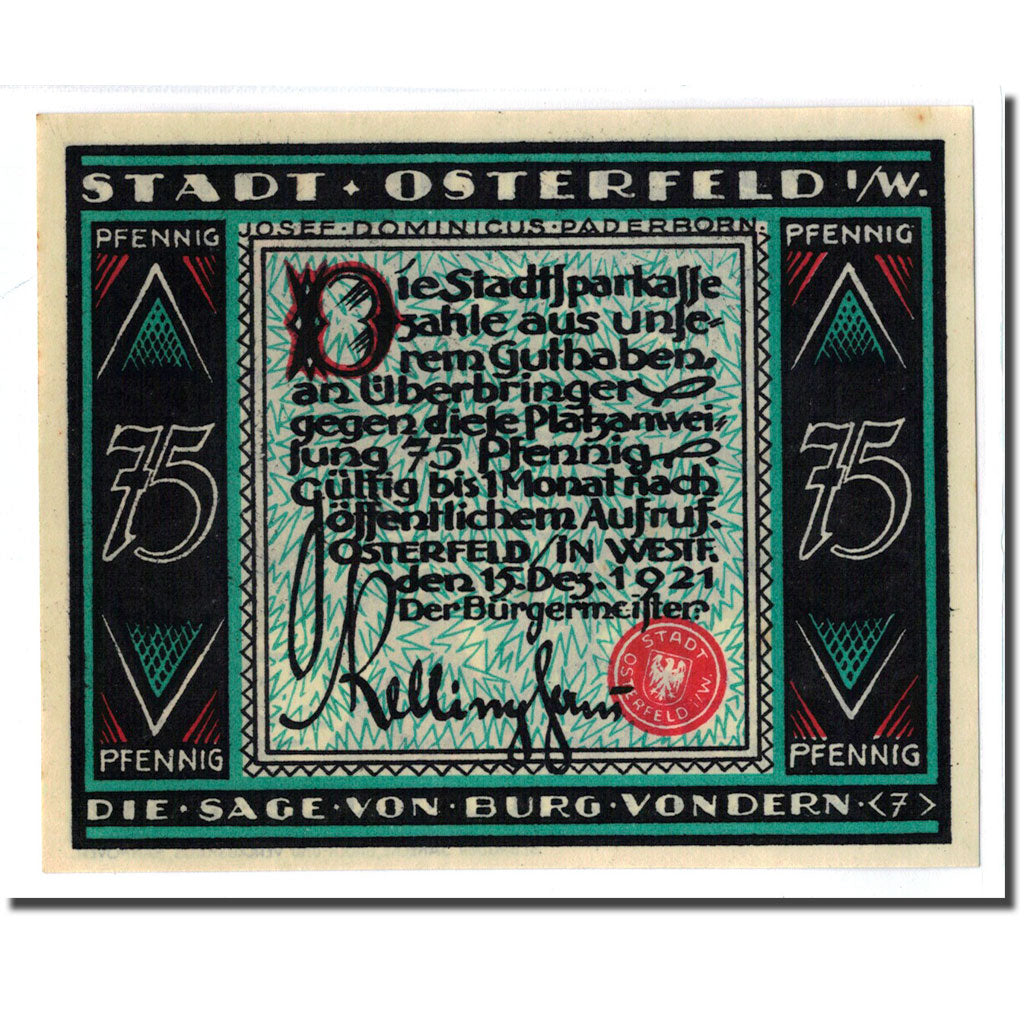 STADT · OSTERFELD I/W.
JOSEF · DOMINICUS · PADERBORN.
PFENNIG
75
PFENNIG
Die Stadtsparkasse
zahle aus unse-
rem Guthaben
an Überbringer
gegen diese Platzanwei-
sung 75 Pfennig
Gültig bis 1 Monat nach
öffentlichem Aufruf.
OSTERFELD/IN WESTF.
den 15. Dez. 1921
Der Bürgermeister
STADT
OSTERFELD I/W.
PFENNIG
75
PFENNIG
DIE · SAGE · VON · BURG · VONDERN · <7>